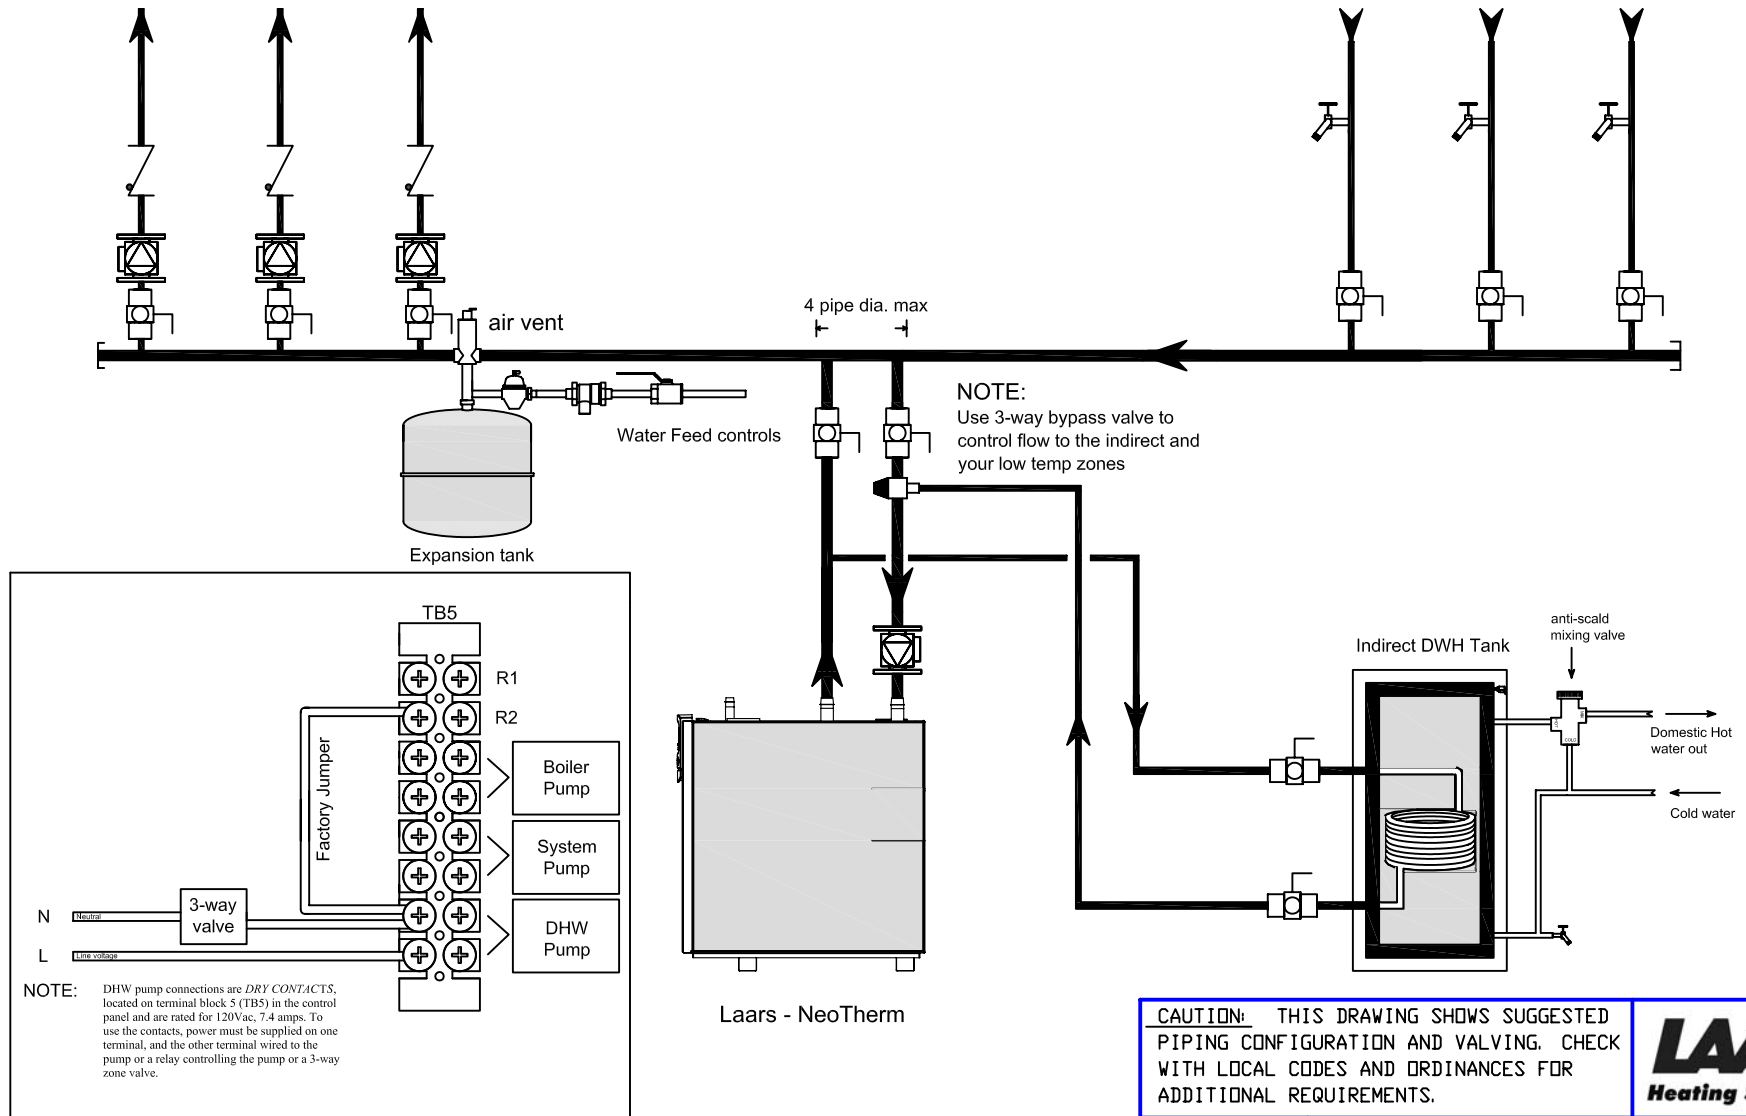 air vent
4 pipe dia. max
NOTE:
Use 3-way bypass valve to
control flow to the indirect and
your low temp zones
Water Feed controls
Expansion tank
TB5
R1
R2
Factory Jumper
Boiler
Pump
System
Pump
DHW
Pump
N
Neutral
3-way
valve
L
Line voltage
NOTE:
DHW pump connections are DRY CONTACTS,
located on terminal block 5 (TB5) in the control
panel and are rated for 120Vac, 7.4 amps. To
use the contacts, power must be supplied on one
terminal, and the other terminal wired to the
pump or a relay controlling the pump or a 3-way
zone valve.
Laars - NeoTherm
Indirect DWH Tank
anti-scald
mixing valve
COLD
Domestic Hot
water out
Cold water
CAUTION: THIS DRAWING SHOWS SUGGESTED
PIPING CONFIGURATION AND VALVING. CHECK
WITH LOCAL CODES AND ORDINANCES FOR
ADDITIONAL REQUIREMENTS.
Heating